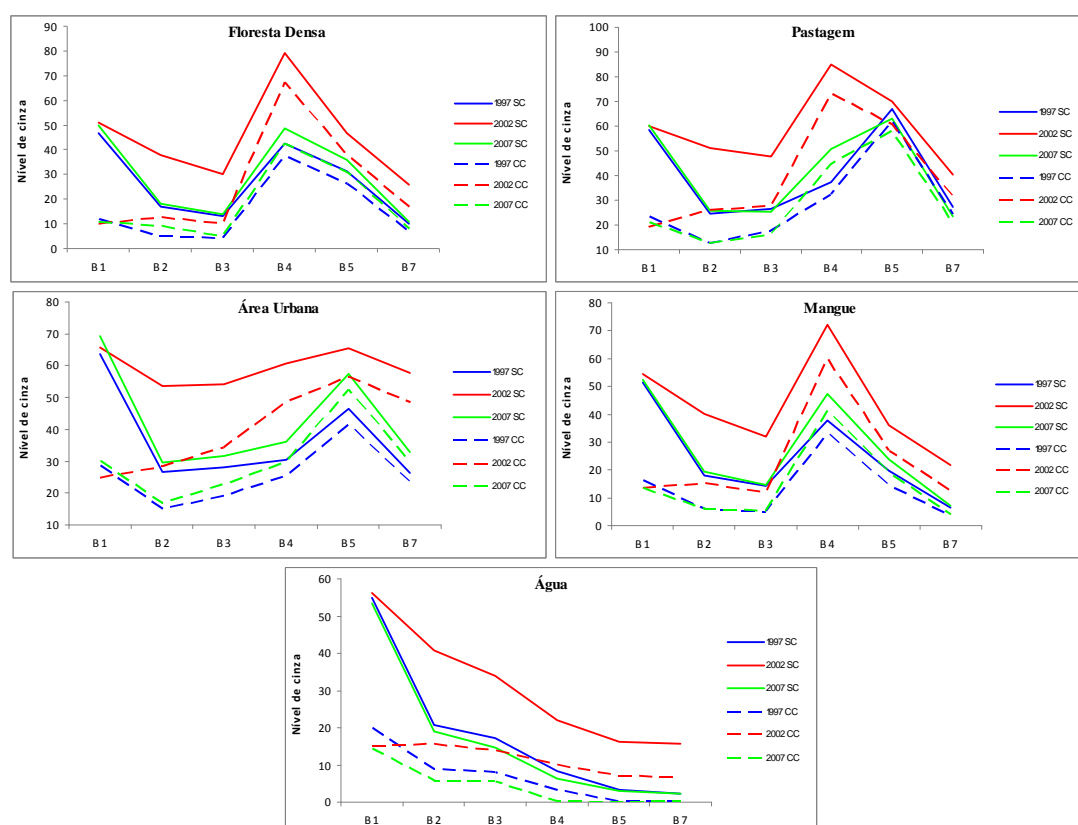 Floresta Densa
Nível de cinza
90
80
70
60
50
40
30
20
10
0
B1 B2 B3 B4 B5 B7
1997 SC
2002 SC
2007 SC
1997 CC
2002 CC
2007 CC
Pastagem
Nível de cinza
100
90
80
70
60
50
40
30
20
10
B1 B2 B3 B4 B5 B7
1997 SC
2002 SC
2007 SC
1997 CC
2002 CC
2007 CC
Área Urbana
Nível de cinza
80
70
60
50
40
30
20
10
B1 B2 B3 B4 B5 B7
1997 SC
2002 SC
2007 SC
1997 CC
2002 CC
2007 CC
Mangue
Nível de cinza
80
70
60
50
40
30
20
10
0
B1 B2 B3 B4 B5 B7
1997 SC
2002 SC
2007 SC
1997 CC
2002 CC
2007 CC
Água
Nível de cinza
60
50
40
30
20
10
0
B1 B2 B3 B4 B5 B7
1997 SC
2002 SC
2007 SC
1997 CC
2002 CC
2007 CC